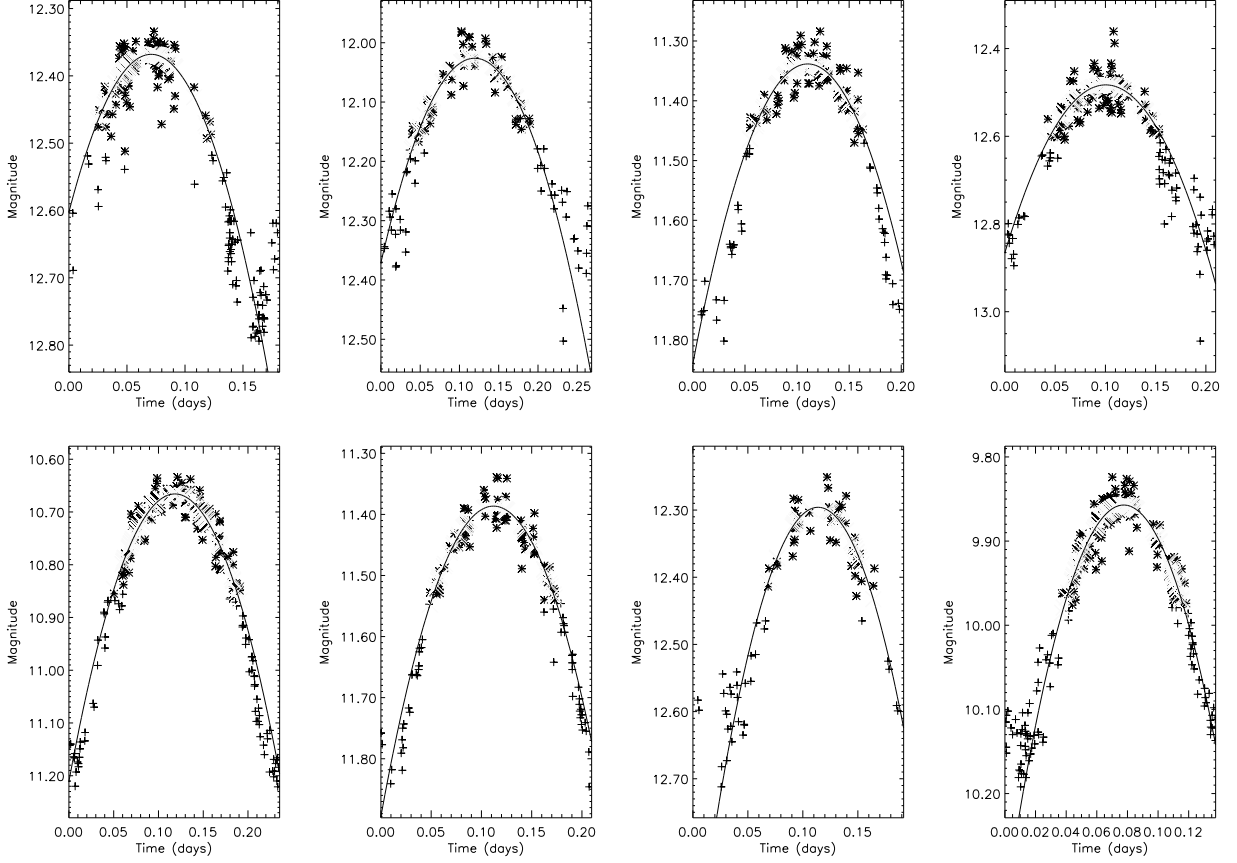 12.30
12.40
12.50
12.60
12.70
12.80
Magnitude
0.00 0.05 0.10 0.15
Time (days)
12.00
12.10
12.20
12.30
12.40
12.50
Magnitude
0.00 0.05 0.10 0.15 0.20 0.25
Time (days)
11.30
11.40
11.50
11.60
11.70
11.80
Magnitude
0.00 0.05 0.10 0.15 0.20
Time (days)
12.4
12.6
12.8
13.0
Magnitude
0.00 0.05 0.10 0.15 0.20
Time (days)
10.60
10.70
10.80
10.90
11.00
11.10
11.20
Magnitude
0.00 0.05 0.10 0.15 0.20
Time (days)
11.30
11.40
11.50
11.60
11.70
11.80
Magnitude
0.00 0.05 0.10 0.15 0.20
Time (days)
12.30
12.40
12.50
12.60
12.70
Magnitude
0.00 0.05 0.10 0.15
Time (days)
9.80
9.90
10.00
10.10
10.20
Magnitude
0.00 0.02 0.04 0.06 0.08 0.10 0.12
Time (days)